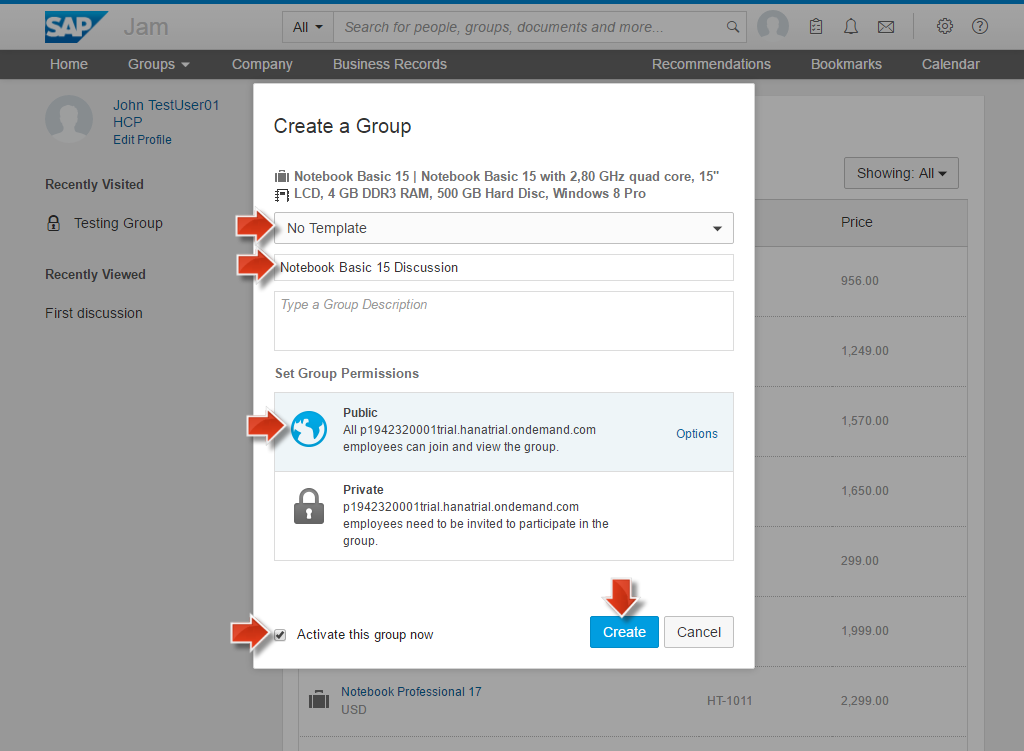 SAP Jam
All
Search for people, groups, documents and more...
Home Groups Company Business Records Recommendations Bookmarks Calendar
John TestUser01
HCP
Edit Profile
Recently Visited
Testing Group
Recently Viewed
First discussion
Create a Group
Notebook Basic 15 | Notebook Basic 15 with 2,80 GHz quad core, 15"
LCD, 4 GB DDR3 RAM, 500 GB Hard Disc, Windows 8 Pro
No Template
Notebook Basic 15 Discussion
Type a Group Description
Set Group Permissions
Public
All p1942320001trial.hanatrial.ondemand.com
employees can join and view the group.
Options
Private
p1942320001trial.hanatrial.ondemand.com
employees need to be invited to participate in the
group.
Activate this group now
Create
Cancel
Showing: All
Price
956.00
1,249.00
1,570.00
1,650.00
299.00
1,999.00
Notebook Professional 17
USD
HT-1011
2,299.00